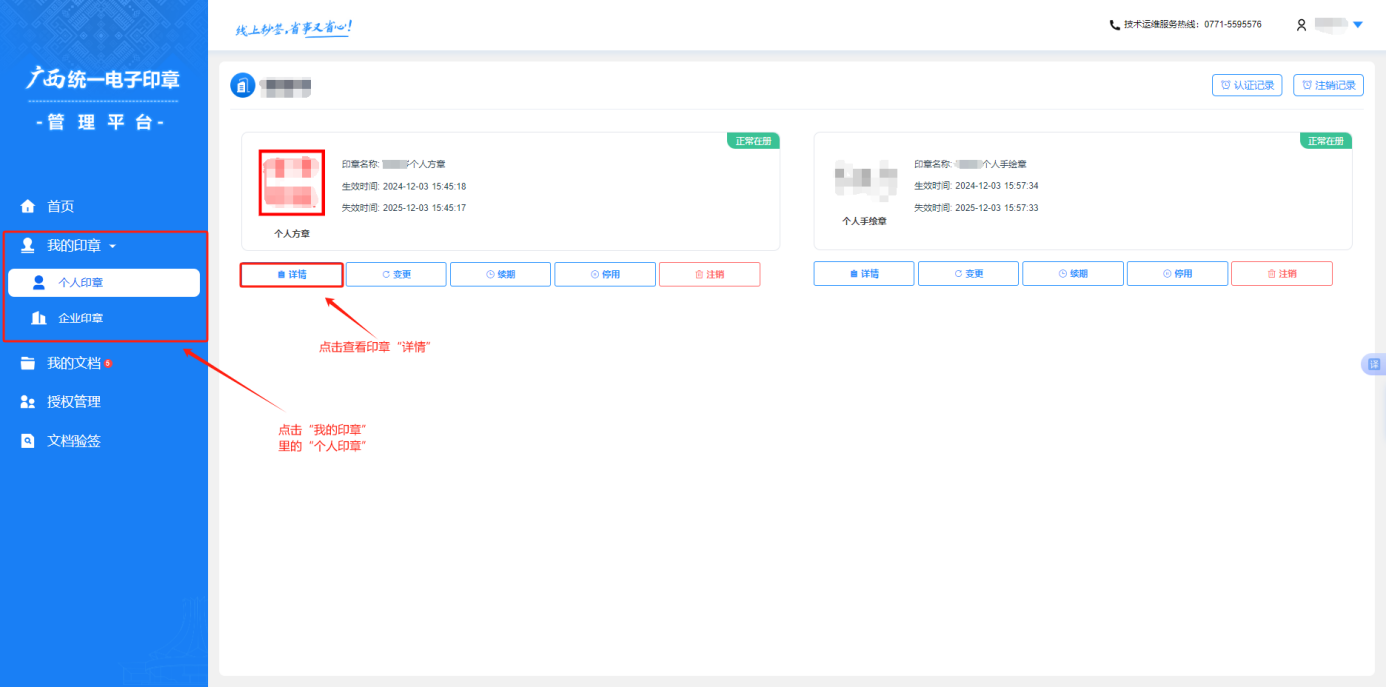 线上秒签，省事又省心！
技术运维服务热线：0771-5595576
广西统一电子印章
-管理平台-
首页
我的印章
个人印章
企业印章
我的文档 6
授权管理
文档验签
认证记录
注销记录
正常在册
印章名称: 个人方章
生效时间: 2024-12-03 15:45:18
失效时间: 2025-12-03 15:45:17
个人方章
详情 变更 续期 停用 注销
正常在册
印章名称: 个人手绘章
生效时间: 2024-12-03 15:57:34
失效时间: 2025-12-03 15:57:33
个人手绘章
详情 变更 续期 停用 注销
点击查看印章“详情”
点击“我的印章”
里的“个人印章”
译